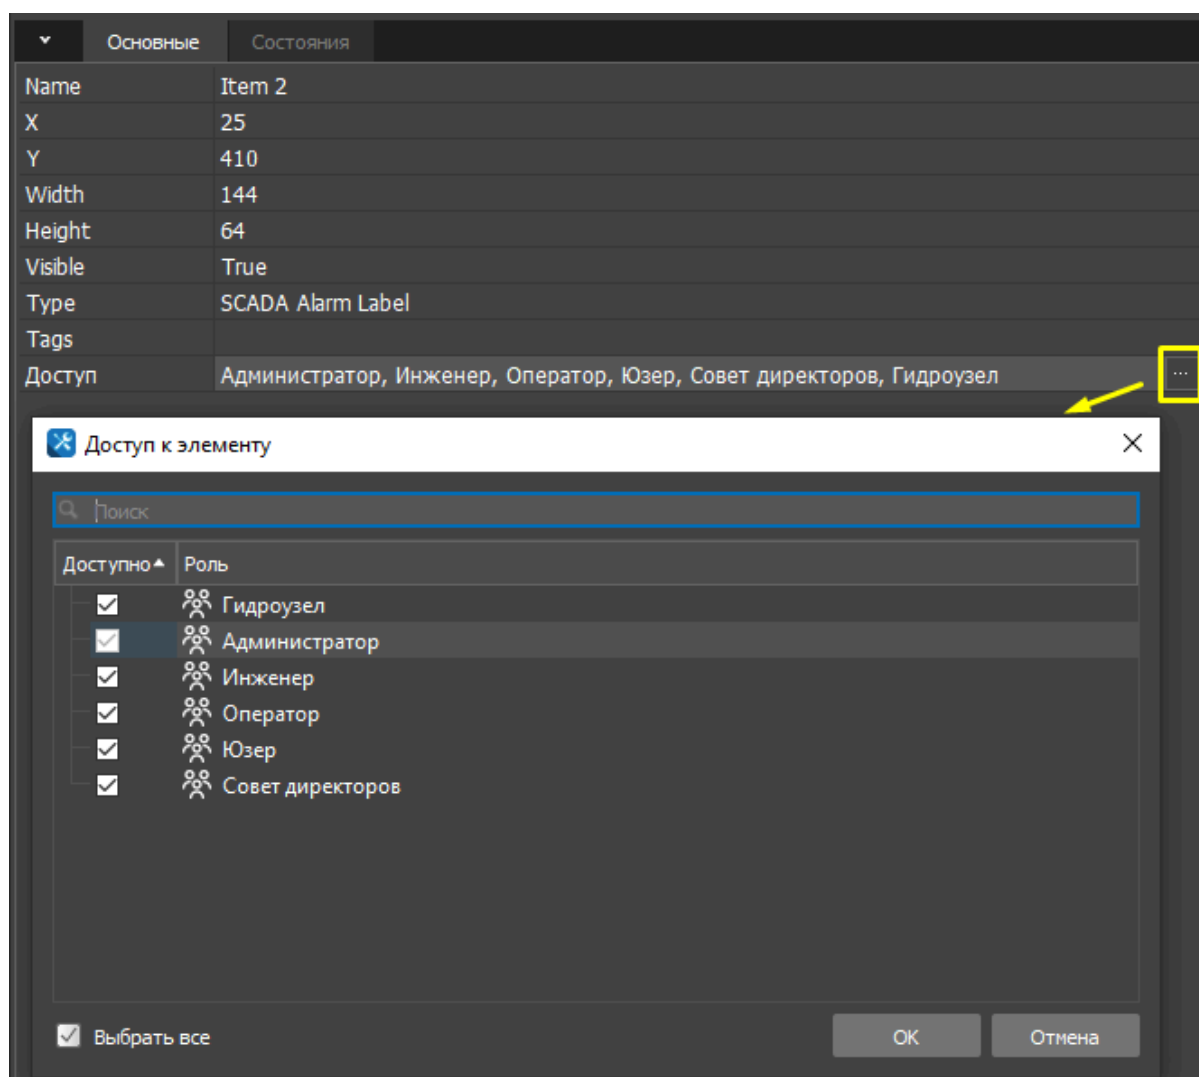 Основные Состояния
Name Item 2
X 25
Y 410
Width 144
Height 64
Visible True
Type SCADA Alarm Label
Tags
Доступ Администратор, Инженер, Оператор, Юзер, Совет директоров, Гидроузел ...
Доступ к элементу
Поиск
Доступно Роль
Гидроузел
Администратор
Инженер
Оператор
Юзер
Совет директоров
Выбрать все OK Отмена